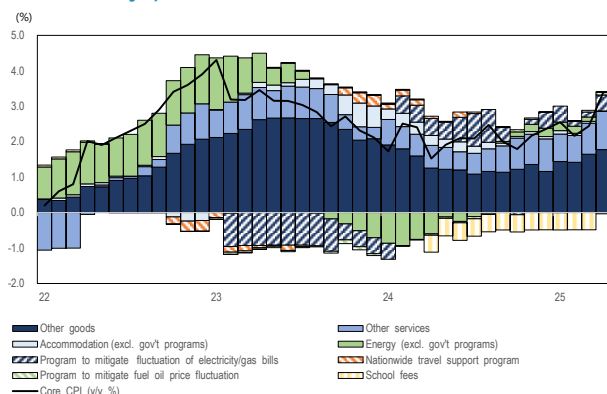 (%)
5.0
4.0
3.0
2.0
1.0
0.0
-1.0
-2.0
22 23 24 25
Other goods Other services
Accommodation (excl. gov't programs) Energy (excl. gov't programs)
Program to mitigate fluctuation of electricity/gas bills Nationwide travel support program
Program to mitigate fuel oil price fluctuation School fees
Core CPI (y/y %)